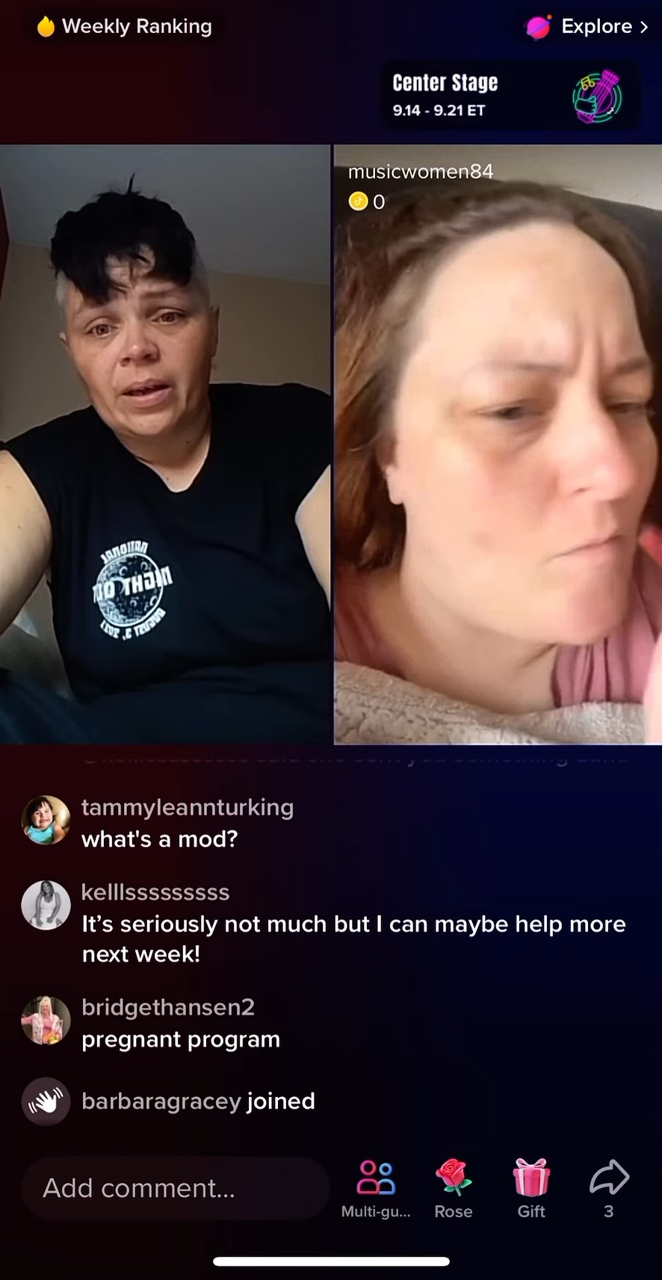 Weekly Ranking
Explore >
Center Stage
9.14 - 9.21 ET
musicwomen84
0
tammyleannturking
what's a mod?
kelllsssssssss
It's seriously not much but I can maybe help more
next week!
bridgethansen2
pregnant program
barbaragracey joined
Add comment...
Multi-gu...
Rose
Gift
3